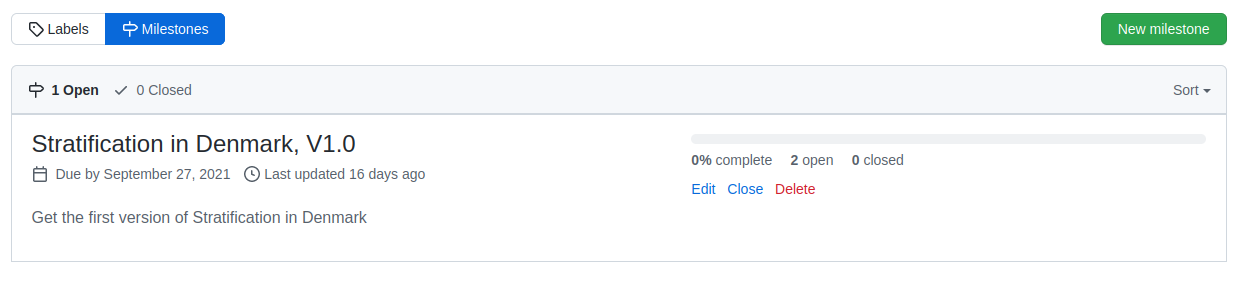 Labels Milestones New milestone
1 Open 0 Closed Sort
Stratification in Denmark, V1.0
Due by September 27, 2021 Last updated 16 days ago
Get the first version of Stratification in Denmark
0% complete 2 open 0 closed
Edit Close Delete